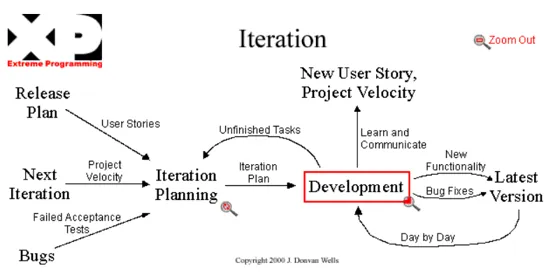 XP
Extreme Programming
Iteration
Zoom Out
Release
Plan
User Stories
New User Story,
Project Velocity
Unfinished Tasks
Learn and
Communicate
Next
Iteration
Project
Velocity
Iteration
Planning
Iteration
Plan
Development
New
Functionality
Bug Fixes
Latest
Version
Failed Acceptance
Tests
Bugs
Day by Day
Copyright 2000 J. Donvan Wells